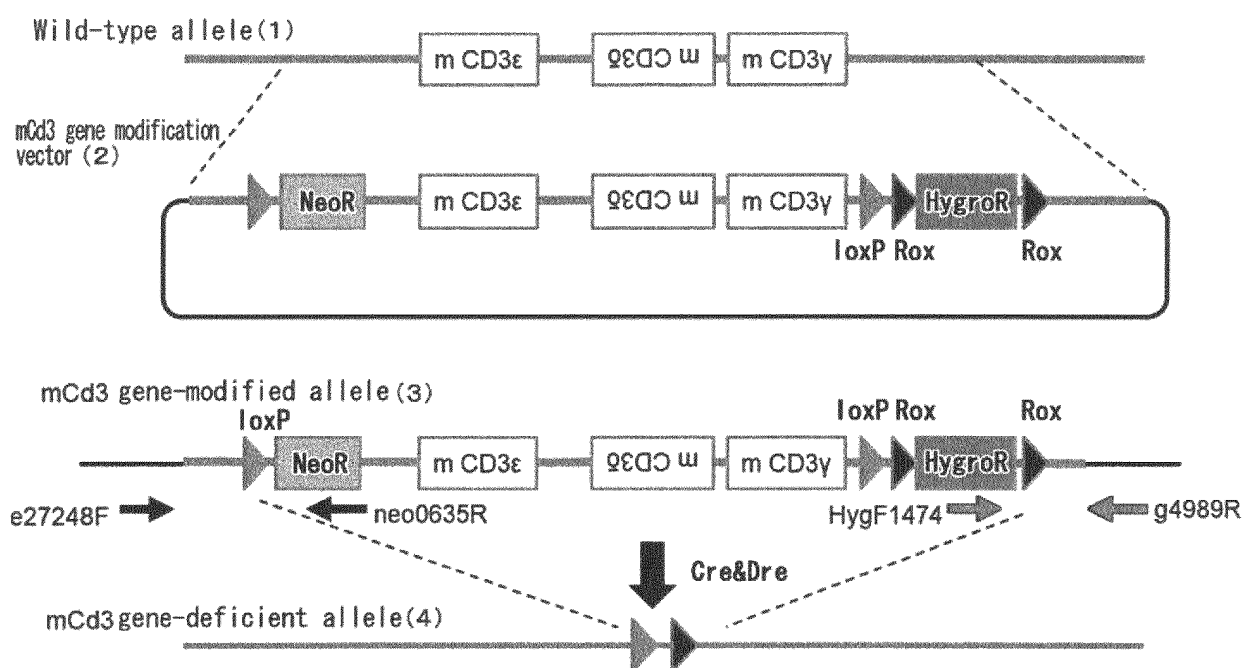 Wild-type allele(1)
m CD3ε m CD3δ m CD3γ
mCd3 gene modification
vector(2)
NeoR m CD3ε m CD3δ m CD3γ HygroR
loxP Rox Rox
mCd3 gene-modified allele(3)
loxP loxP Rox Rox
NeoR m CD3ε m CD3δ m CD3γ HygroR
e27248F neo0635R HygF1474 g4989R
Cre&Dre
mCd3 gene-deficient allele(4)